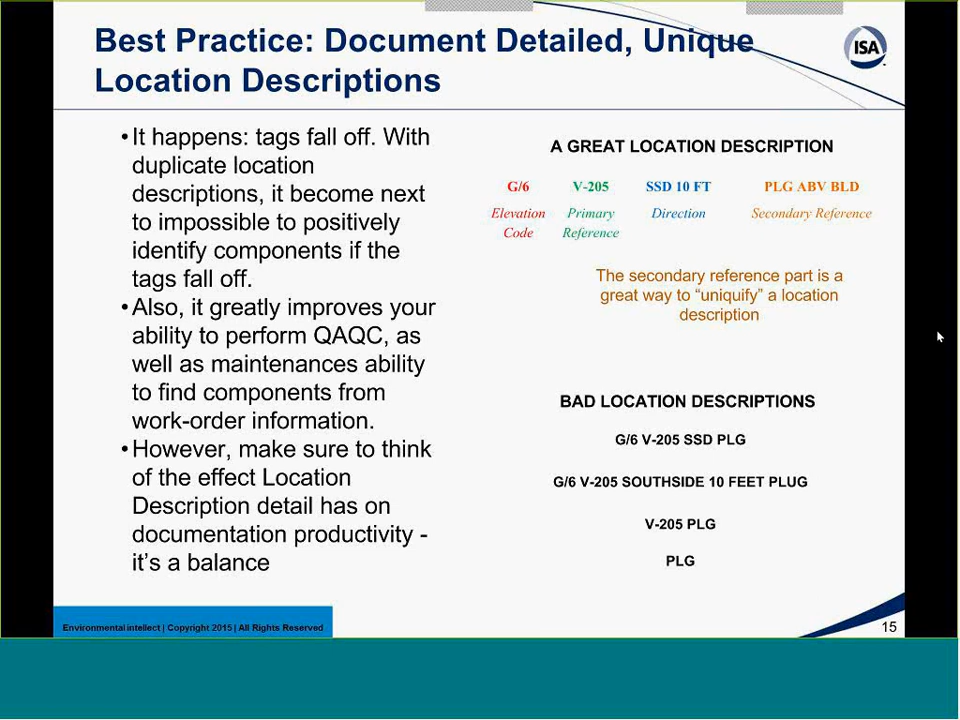 Best Practice: Document Detailed, Unique
Location Descriptions
ISA
•It happens: tags fall off. With
duplicate location
descriptions, it become next
to impossible to positively
identify components if the
tags fall off.
•Also, it greatly improves your
ability to perform QAQC, as
well as maintenances ability
to find components from
work-order information.
•However, make sure to think
of the effect Location
Description detail has on
documentation productivity -
it's a balance
A GREAT LOCATION DESCRIPTION
G/6 V-205 SSD 10 FT PLG ABV BLD
Elevation Primary Direction Secondary Reference
Code Reference
The secondary reference part is a
great way to “uniquify” a location
description
BAD LOCATION DESCRIPTIONS
G/6 V-205 SSD PLG
G/6 V-205 SOUTHSIDE 10 FEET PLUG
V-205 PLG
PLG
Environmental intellect | Copyright 2015 | All Rights Reserved
15